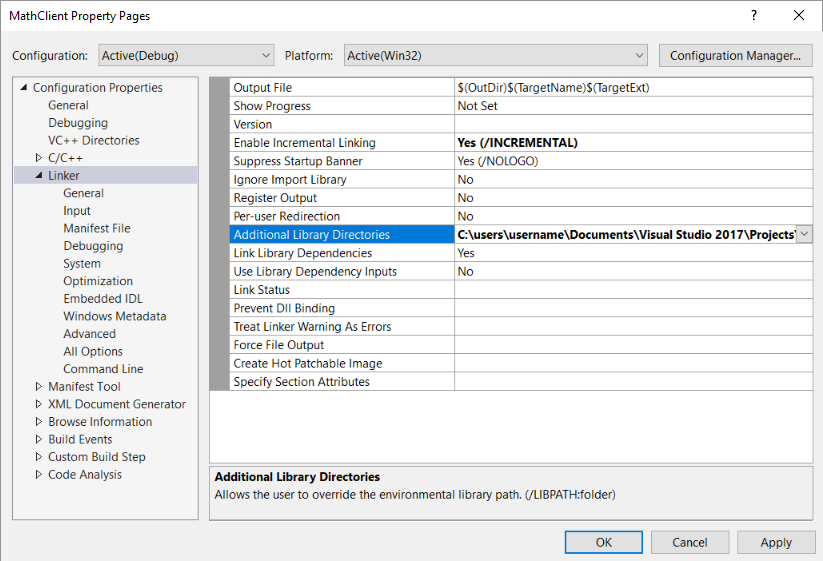 MathClient Property Pages
Configuration: Active(Debug) Platform: Active(Win32) Configuration Manager...
Configuration Properties
General
Debugging
VC++ Directories
C/C++
Linker
General
Input
Manifest File
Debugging
System
Optimization
Embedded IDL
Windows Metadata
Advanced
All Options
Command Line
Manifest Tool
XML Document Generator
Browse Information
Build Events
Custom Build Step
Code Analysis
Output File $(OutDir)$(TargetName)$(TargetExt)
Show Progress Not Set
Version
Enable Incremental Linking Yes (/INCREMENTAL)
Suppress Startup Banner Yes (/NOLOGO)
Ignore Import Library No
Register Output No
Per-user Redirection No
Additional Library Directories C:\users\username\Documents\Visual Studio 2017\Projects\
Link Library Dependencies Yes
Use Library Dependency Inputs No
Link Status
Prevent Dll Binding
Treat Linker Warning As Errors
Force File Output
Create Hot Patchable Image
Specify Section Attributes
Additional Library Directories
Allows the user to override the environmental library path. (/LIBPATH:folder)
OK Cancel Apply